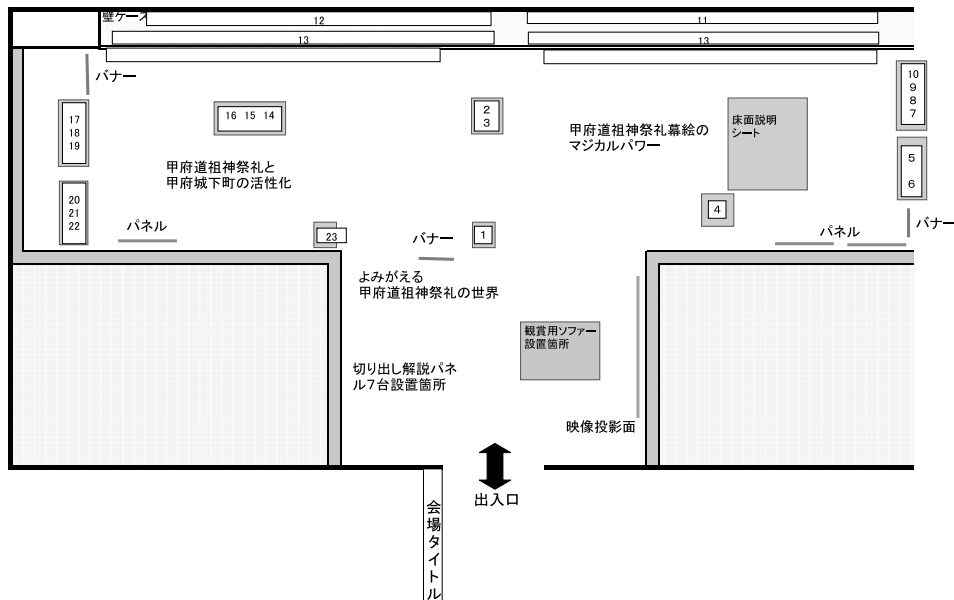 壁ケース
12
11
13
13
バナー
17
18
19
16 15 14
2
3
甲府道祖神祭礼幕絵の
マジカルパワー
床面説明
シート
10
9
8
7
5
6
甲府道祖神祭礼と
甲府城下町の活性化
20
21
22
パネル
23
バナー
1
4
パネル
バナー
よみがえる
甲府道祖神祭礼の世界
観賞用ソファー
設置箇所
切り出し解説パネ
ル7台設置箇所
映像投影面
出入口
会場タイトル